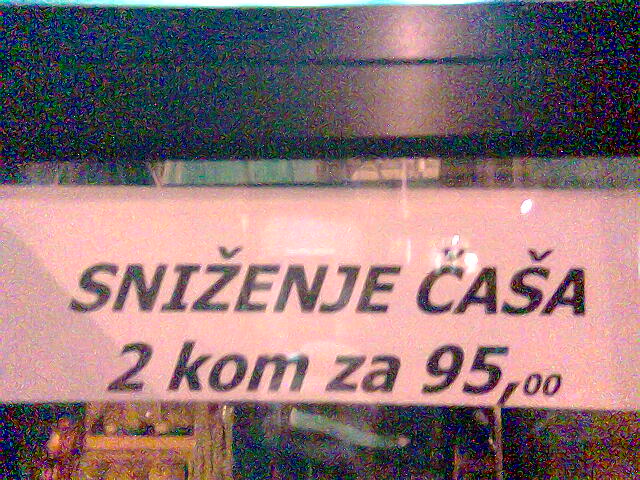 SNIŽENJE ČAŠA
2 kom za 95,00